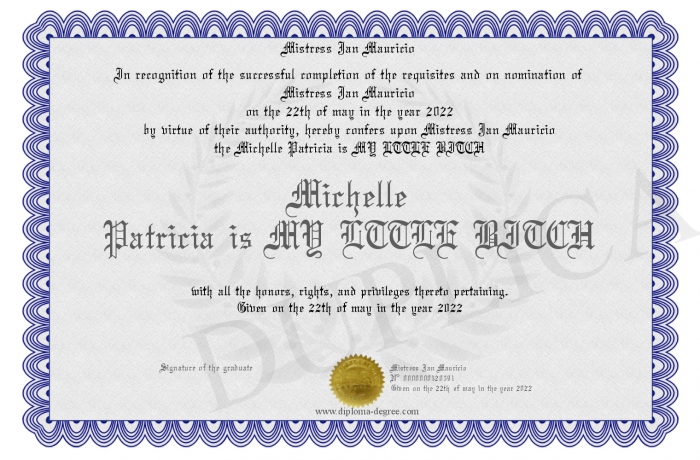 Mistress Jan Mauricio
In recognition of the successful completion of the requisites and on nomination of
Mistress Jan Mauricio
on the 22th of may in the year 2022
by virtue of their authority, hereby confers upon Mistress Jan Mauricio
the Michelle Patricia is MY LTTLE BITCH
Michelle
Patricia is MY LTTLE BITCH
with all the honors, rights, and privileges thereto pertaining.
Given on the 22th of may in the year 2022
Signature of the graduate
Mistress Jan Mauricio
Given on the 22th of may in the year 2022
www.diploma-degree.com
DUPLICA